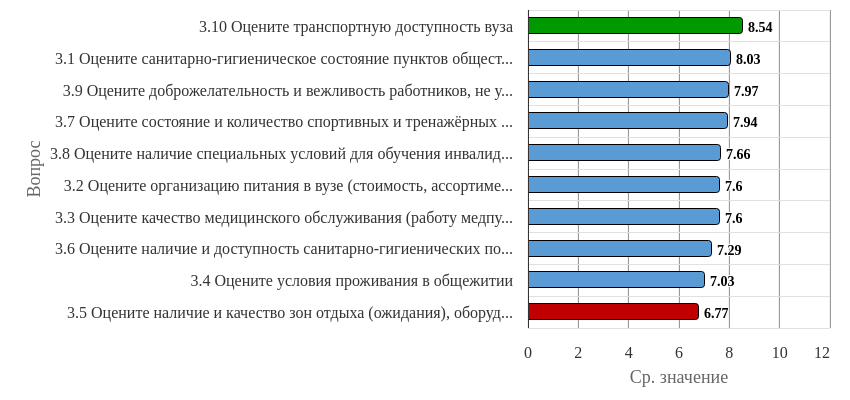 3.10 Оцените транспортную доступность вуза 8.54
3.1 Оцените санитарно-гигиеническое состояние пунктов общест... 8.03
3.9 Оцените доброжелательность и вежливость работников, не у... 7.97
3.7 Оцените состояние и количество спортивных и тренажёрных ... 7.94
3.8 Оцените наличие специальных условий для обучения инвалид... 7.66
3.2 Оцените организацию питания в вузе (стоимость, ассортиме... 7.6
3.3 Оцените качество медицинского обслуживания (работу медпу... 7.6
3.6 Оцените наличие и доступность санитарно-гигиенических по... 7.29
3.4 Оцените условия проживания в общежитии 7.03
3.5 Оцените наличие и качество зон отдыха (ожидания), оборуд... 6.77
Вопрос
0 2 4 6 8 10 12
Ср. значение